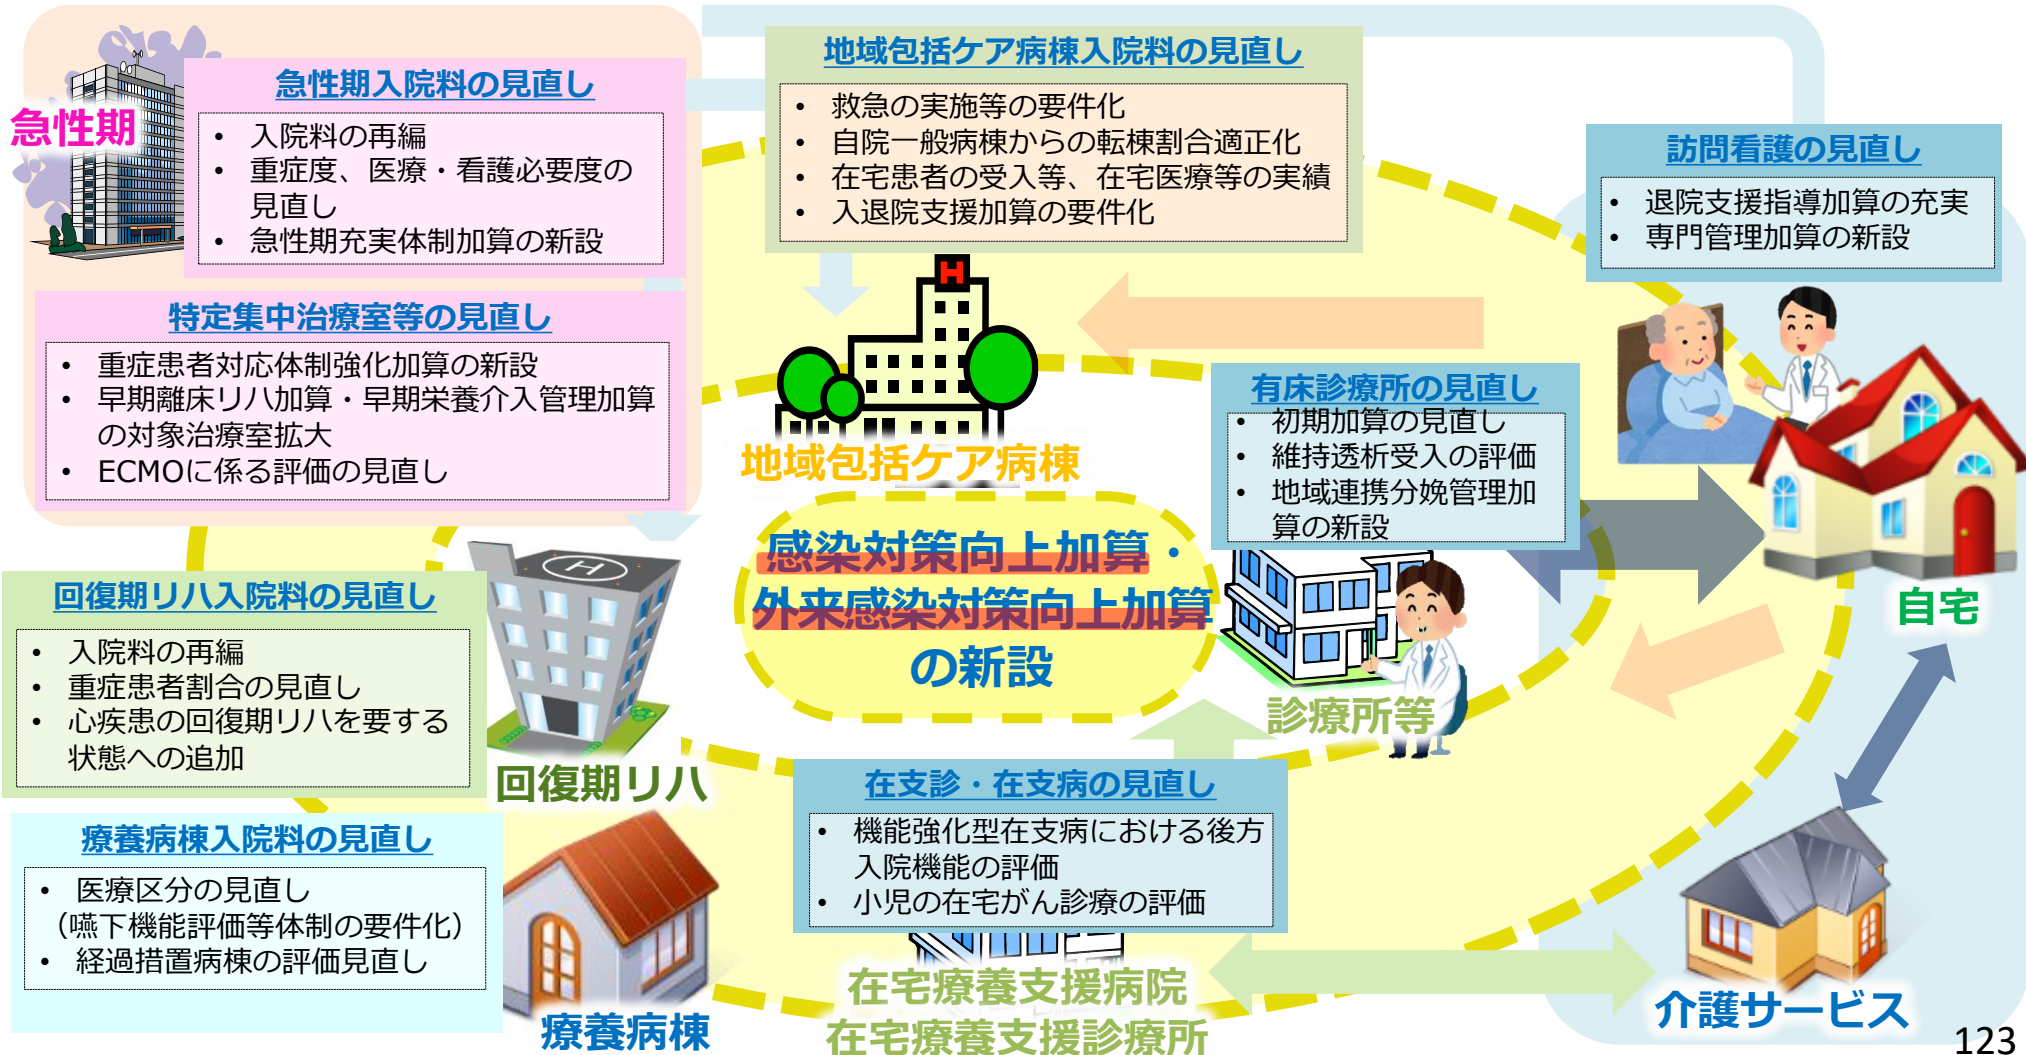 急性期
急性期入院料の見直し
• 入院料の再編
• 重症度、医療・看護必要度の
見直し
• 急性期充実体制加算の新設
特定集中治療室等の見直し
• 重症患者対応体制強化加算の新設
• 早期離床リハ加算・早期栄養介入管理加算
の対象治療室拡大
• ECMOに係る評価の見直し
地域包括ケア病棟入院料の見直し
• 救急の実施等の要件化
• 自院一般病棟からの転棟割合適正化
• 在宅患者の受入等、在宅医療等の実績
• 入退院支援加算の要件化
H
地域包括ケア病棟
訪問看護の見直し
• 退院支援指導加算の充実
• 専門管理加算の新設
有床診療所の見直し
• 初期加算の見直し
• 維持透析受入の評価
• 地域連携分娩管理加
算の新設
自宅
感染対策向上加算・
外来感染対策向上加算
の新設
診療所等
回復期リハ入院料の見直し
• 入院料の再編
• 重症患者割合の見直し
• 心疾患の回復期リハを要する
状態への追加
H
回復期リハ
療養病棟入院料の見直し
• 医療区分の見直し
（嚥下機能評価等体制の要件化）
• 経過措置病棟の評価見直し
療養病棟
在支診・在支病の見直し
• 機能強化型在支病における後方
入院機能の評価
• 小児の在宅がん診療の評価
在宅療養支援病院
在宅療養支援診療所
介護サービス
123